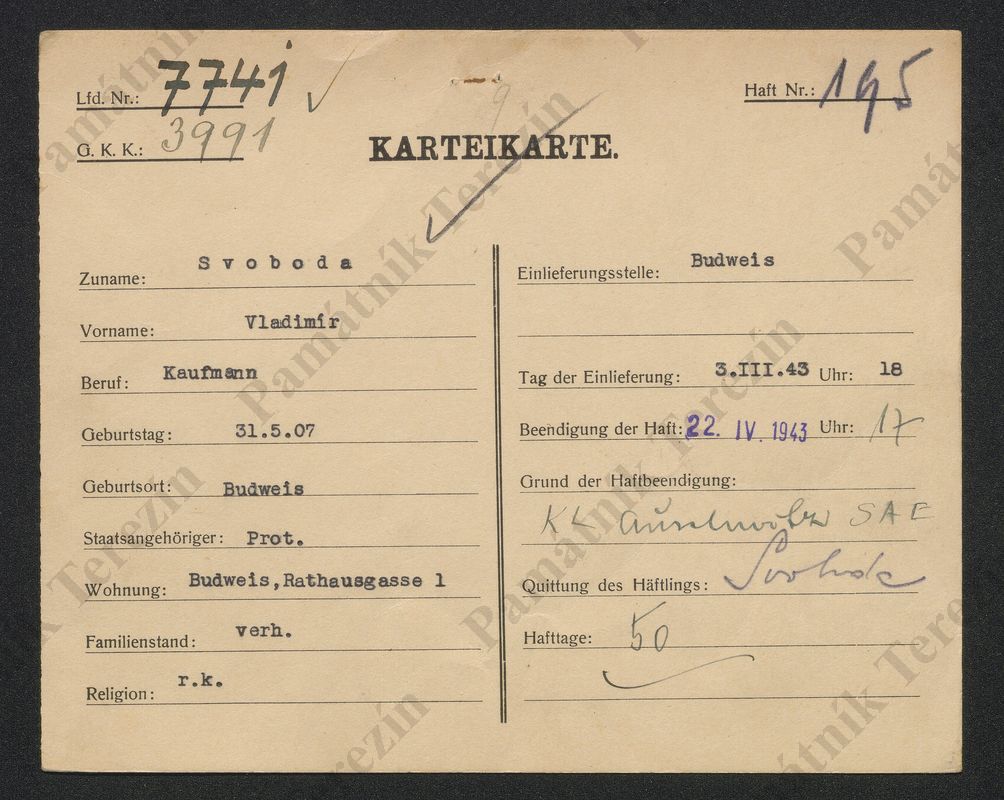 Lfd. Nr.: 7741
G. K. K.: 3991
Haft Nr.: 195
KARTEIKARTE.
Zuname: Svoboda
Vorname: Vladimír
Beruf: Kaufmann
Geburtstag: 31.5.07
Geburtsort: Budweis
Staatsangehöriger: Prot.
Wohnung: Budweis,Rathausgasse 1
Familienstand: verh.
Religion: r.k.
Einlieferungsstelle: Budweis
Tag der Einlieferung: 3.III.43 Uhr: 18
Beendigung der Haft: 22. IV. 1943 Uhr: 17
Grund der Haftbeendigung:
KL Auschwitz
Quittung des Häftlings: Svoboda
Hafttage: 50
Památník Terezín